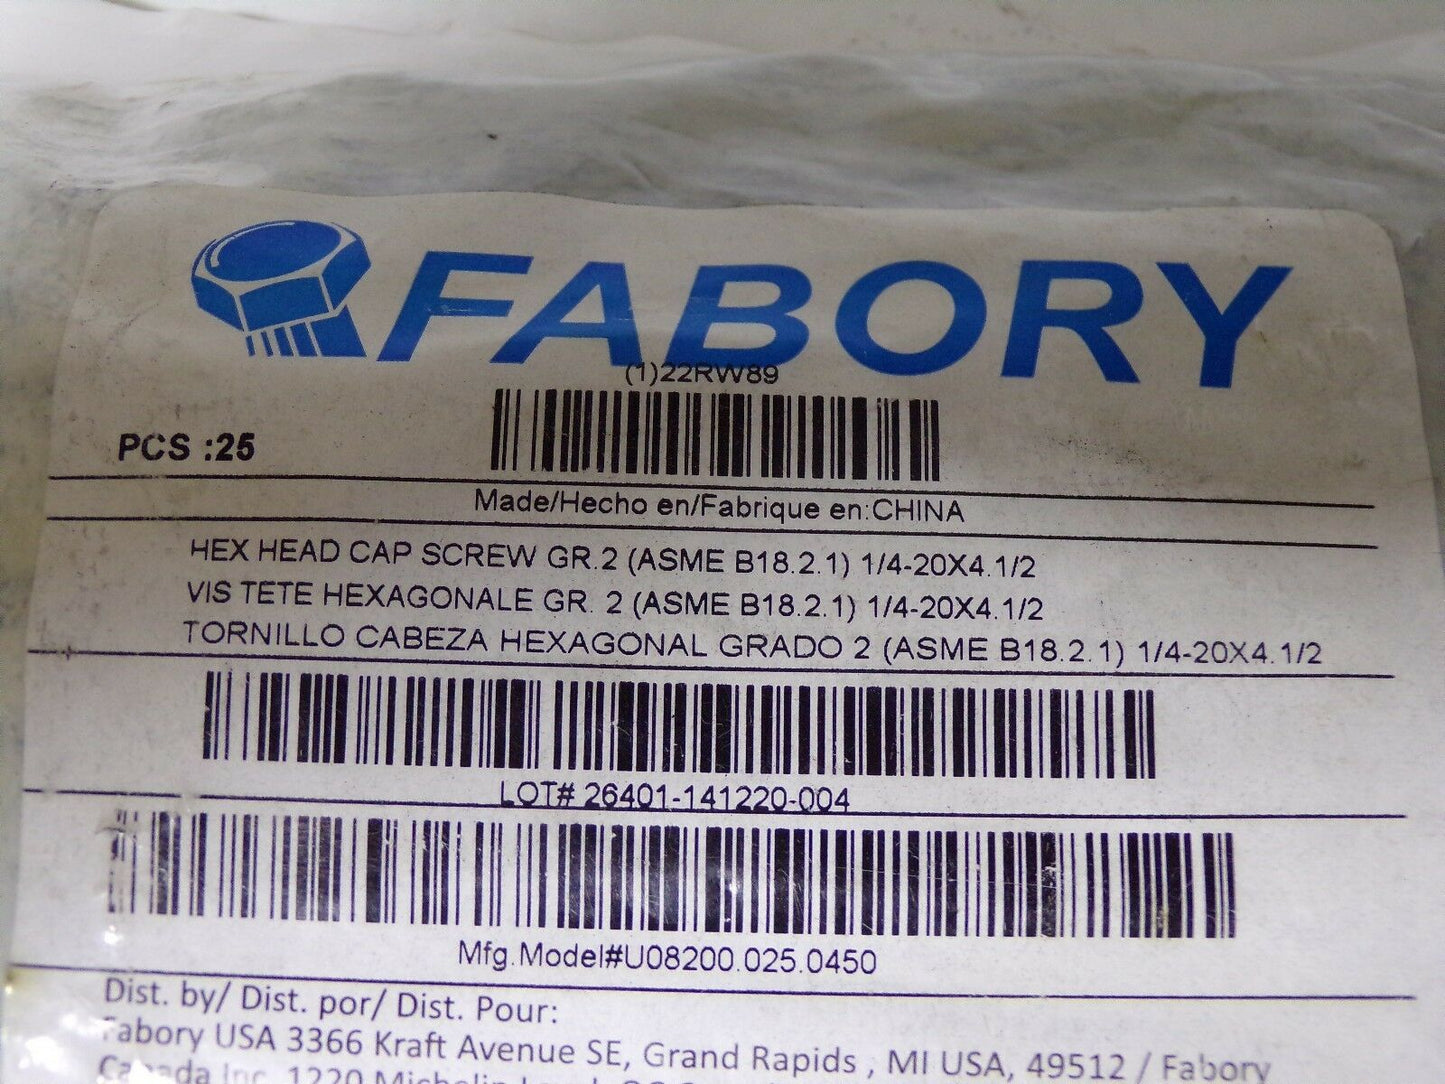 FABORY
(1)22RW89
PCS :25
Made/Hecho en/Fabrique en:CHINA
HEX HEAD CAP SCREW GR.2 (ASME B18.2.1) 1/4-20X4.1/2
VIS TETE HEXAGONALE GR. 2 (ASME B18.2.1) 1/4-20X4.1/2
TORNILLO CABEZA HEXAGONAL GRADO 2 (ASME B18.2.1) 1/4-20X4.1/2
LOT# 26401-141220-004
Mfg.Model#U08200.025.0450
Dist. by/ Dist. por/ Dist. Pour:
Fabory USA 3366 Kraft Avenue SE, Grand Rapids , MI USA, 49512 / Fabory
Canada Inc. 1220 Michelin